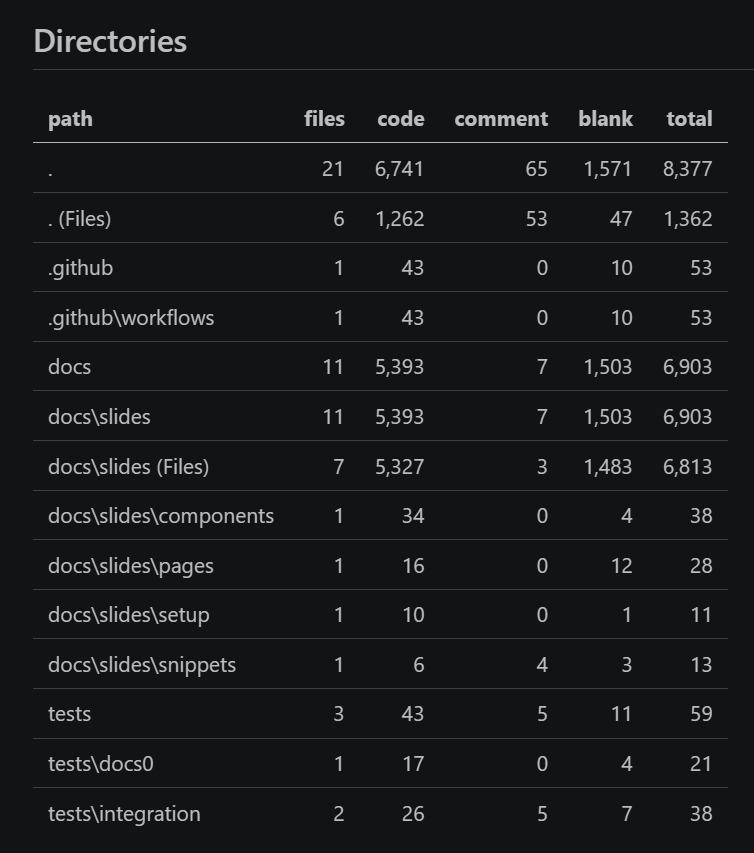 Directories
path files code comment blank total
. 21 6,741 65 1,571 8,377
. (Files) 6 1,262 53 47 1,362
.github 1 43 0 10 53
.github\workflows 1 43 0 10 53
docs 11 5,393 7 1,503 6,903
docs\slides 11 5,393 7 1,503 6,903
docs\slides (Files) 7 5,327 3 1,483 6,813
docs\slides\components 1 34 0 4 38
docs\slides\pages 1 16 0 12 28
docs\slides\setup 1 10 0 1 11
docs\slides\snippets 1 6 4 3 13
tests 3 43 5 11 59
tests\docs0 1 17 0 4 21
tests\integration 2 26 5 7 38